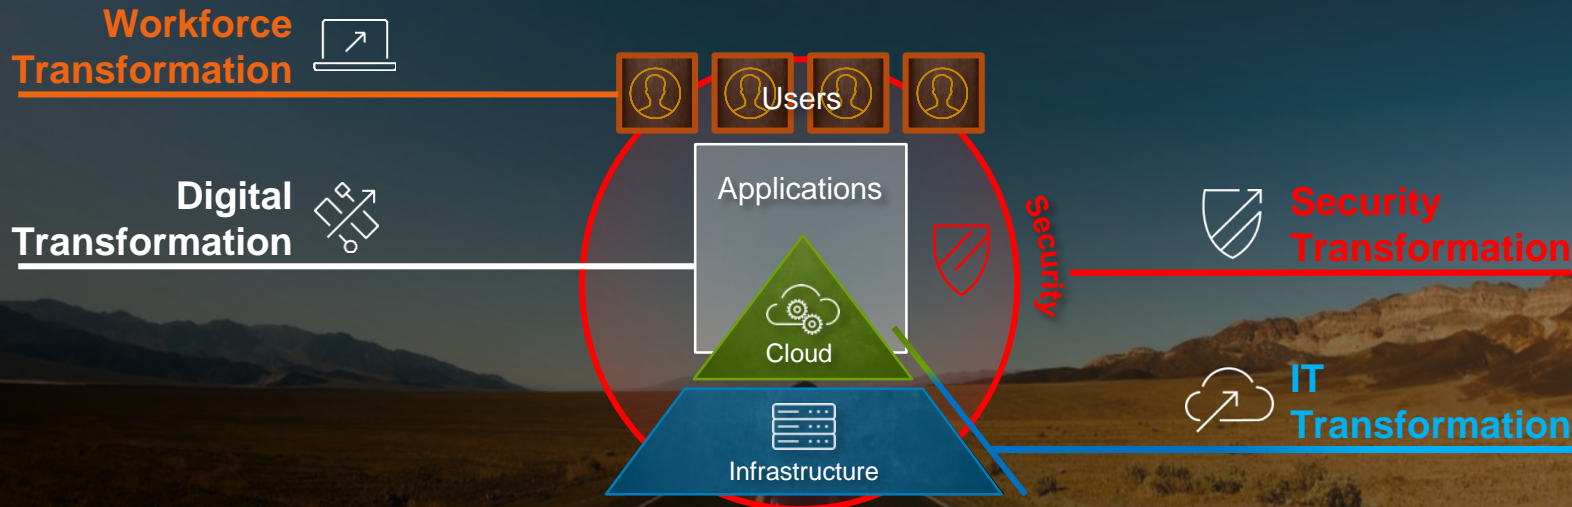 Workforce
Transformation
Users
Digital
Transformation
Applications
Security
Security
Transformation
Cloud
IT
Transformation
Infrastructure